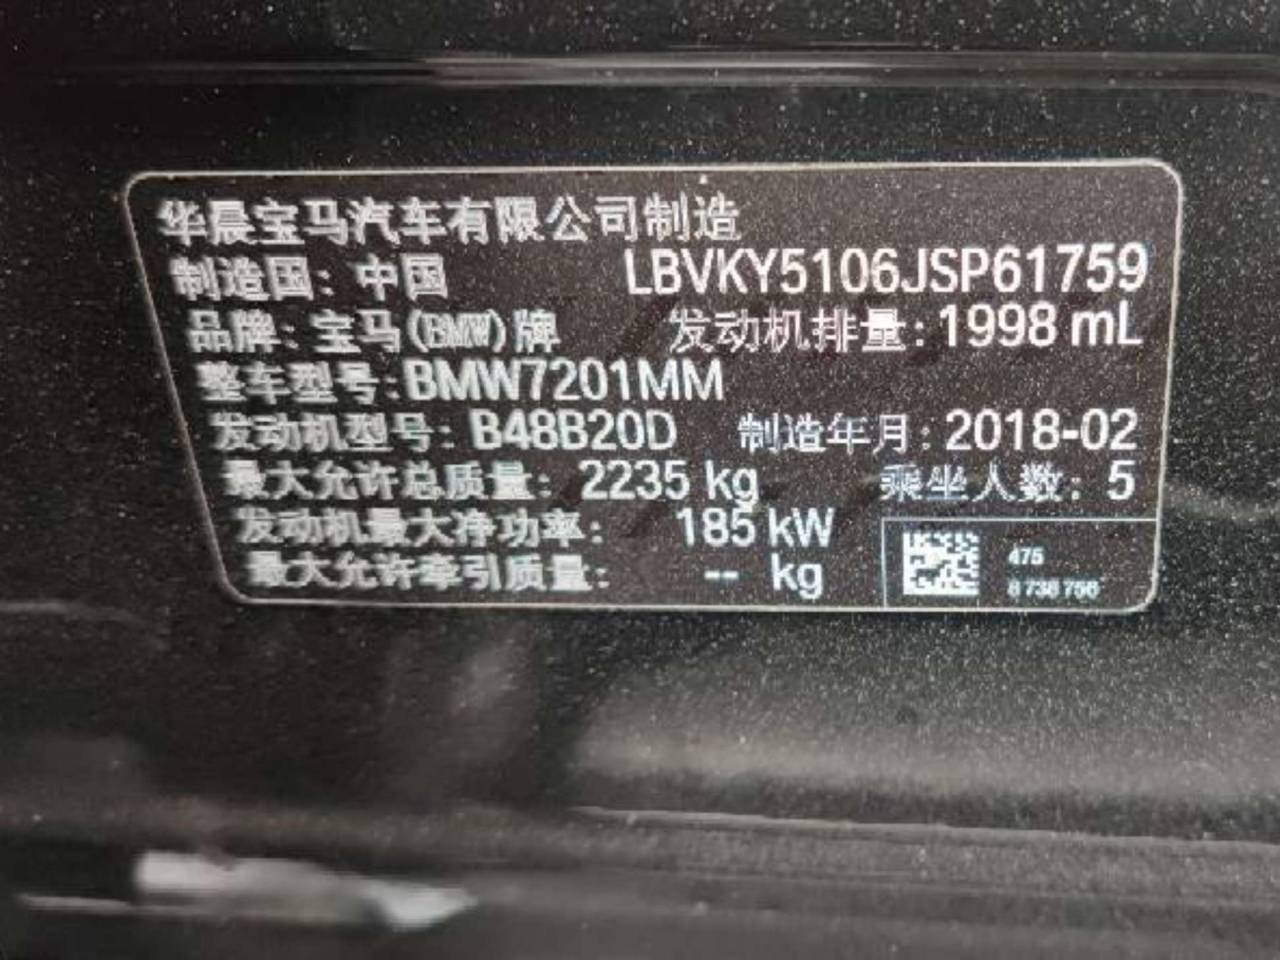 华晨宝马汽车有限公司制造
制造国：中国 LBVKY5106JSP61759
品牌：宝马(BMW)牌 发动机排量：1998 mL
整车型号：BMW7201MM
发动机型号：B48B20D 制造年月：2018-02
最大允许总质量：2235 kg 乘坐人数：5
发动机最大净功率：185 kW
最大允许牵引质量：-- kg
475
8 738 756